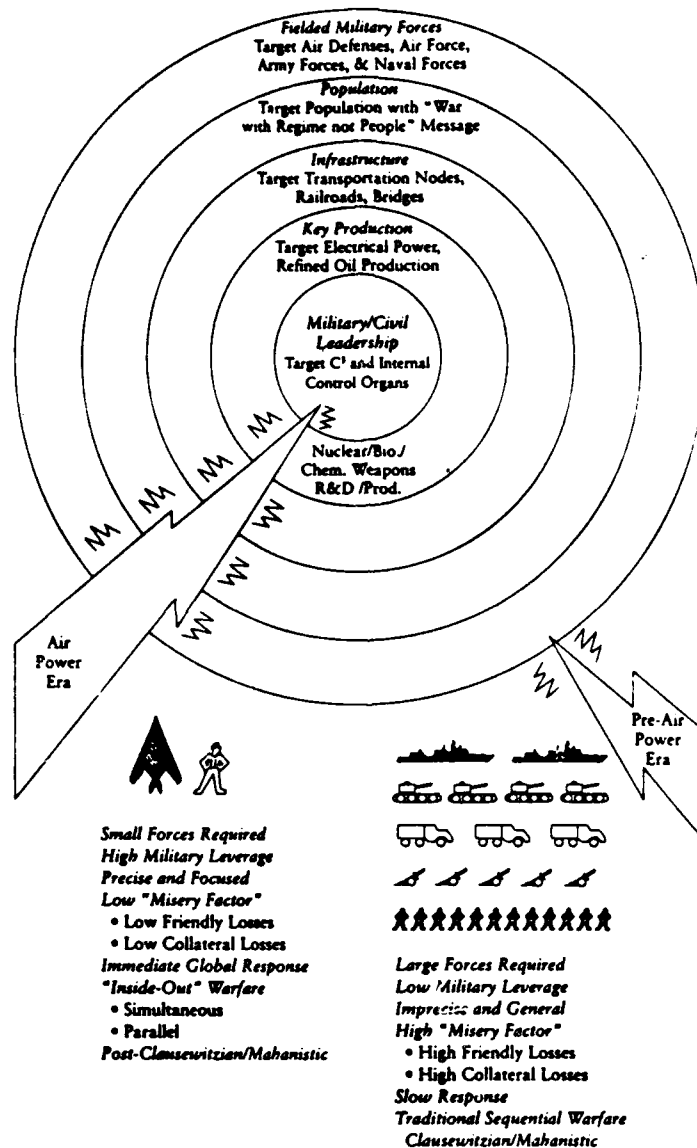 Fielded Military Forces
Target Air Defenses, Air Force,
Army Forces, & Naval Forces
Population
Target Population with "War
with Regime not People" Message
Infrastructure
Target Transportation Nodes,
Railroads, Bridges
Key Production
Target Electrical Power,
Refined Oil Production
Military/Civil
Leadership
Target C³ and Internal
Control Organs
Nuclear/Bio./
Chem. Weapons
R&D/Prod.
Air
Power
Era
Pre-Air
Power
Era
Small Forces Required
High Military Leverage
Precise and Focused
Low "Misery Factor"
• Low Friendly Losses
• Low Collateral Losses
Immediate Global Response
"Inside-Out" Warfare
• Simultaneous
• Parallel
Post-Clausewitzian/Mahanistic
Large Forces Required
Low Military Leverage
Imprecise and General
High "Misery Factor"
• High Friendly Losses
• High Collateral Losses
Slow Response
Traditional Sequential Warfare
Clausewitzian/Mahanistic